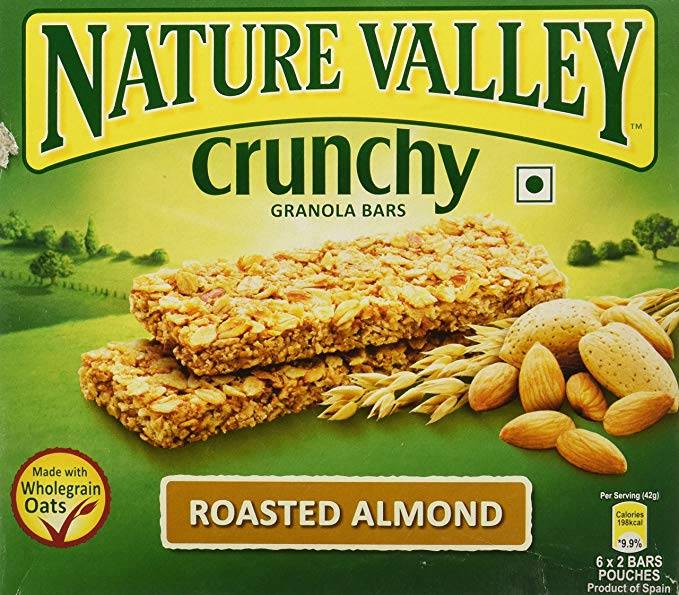 NATURE VALLEY
TM
crunchy
GRANOLA BARS
Made with
Wholegrain
Oats
ROASTED ALMOND
Per Serving (42g)
Calories
198kcal
*9.9%
6 x 2 BARS
POUCHES
Product of Spain